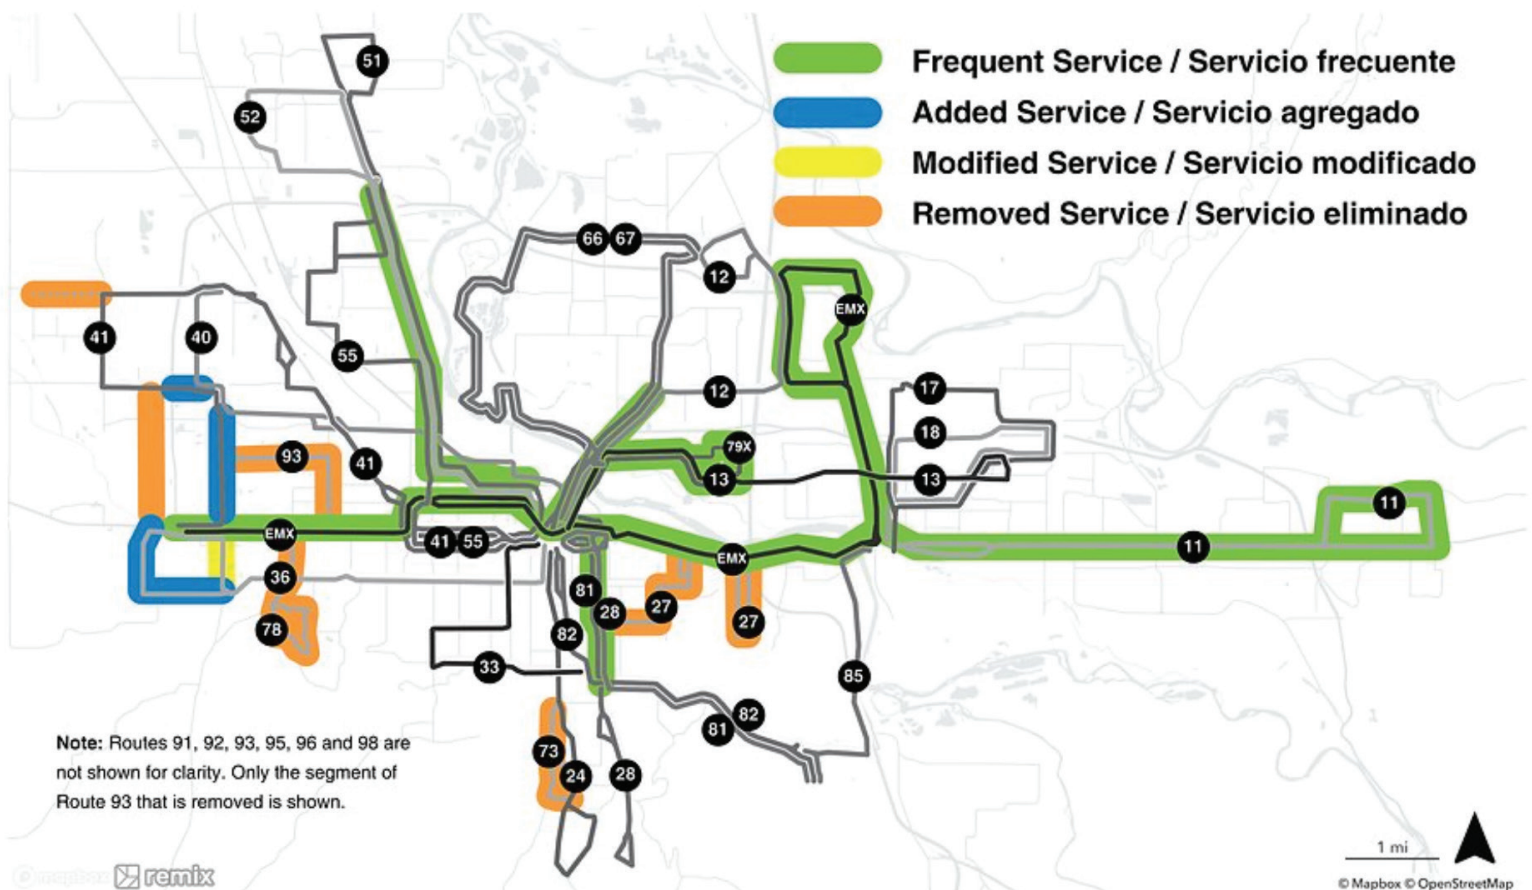 Frequent Service / Servicio frecuente
Added Service / Servicio agregado
Modified Service / Servicio modificado
Removed Service / Servicio eliminado
51
52
66 67
12
EMX
41
40
55
12
17
18
79X
93
41
13
13
11
EMX
41 55
EMX
11
36
81
28
27
27
78
82
33
85
82
81
73
24
28
Note: Routes 91, 92, 93, 95, 96 and 98 are
not shown for clarity. Only the segment of
Route 93 that is removed is shown.
1 mi
mapbox remix
© Mapbox © OpenStreetMap